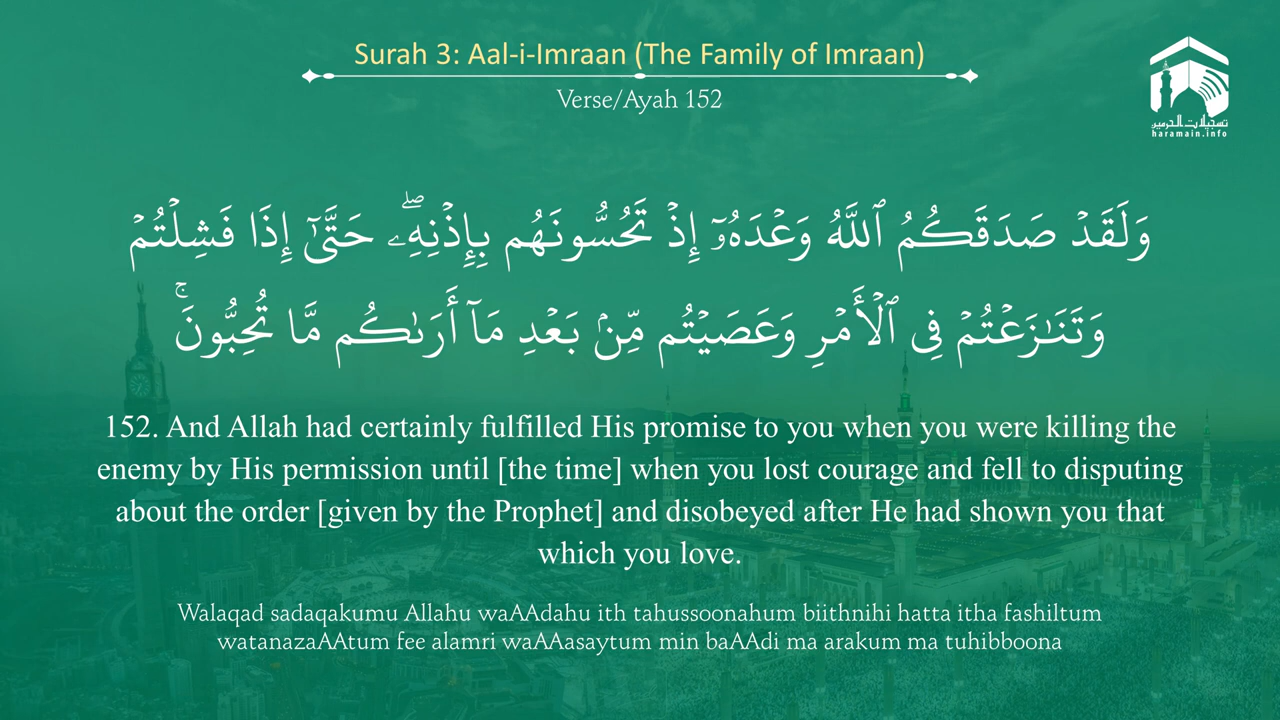 Surah 3: Aal-i-Imraan (The Family of Imraan)
Verse/Ayah 152
تسجيلات الحرمين
haramain.info
وَلَقَدۡ صَدَقَكُمُ ٱللَّهُ وَعۡدَهُۥٓ إِذۡ تَحُسُّونَهُم بِإِذۡنِهِۦۖ حَتَّىٰٓ إِذَا فَشِلۡتُمۡ
وَتَنَٰزَعۡتُمۡ فِي ٱلۡأَمۡرِ وَعَصَيۡتُم مِّنۢ بَعۡدِ مَآ أَرَىٰكُم مَّا تُحِبُّونَۚ
152. And Allah had certainly fulfilled His promise to you when you were killing the
enemy by His permission until [the time] when you lost courage and fell to disputing
about the order [given by the Prophet] and disobeyed after He had shown you that
which you love.
Walaqad sadaqakumu Allahu waAAdahu ith tahussoonahum biithnihi hatta itha fashiltum
watanazaAAtum fee alamri waAAasaytum min baAAdi ma arakum ma tuhibboona